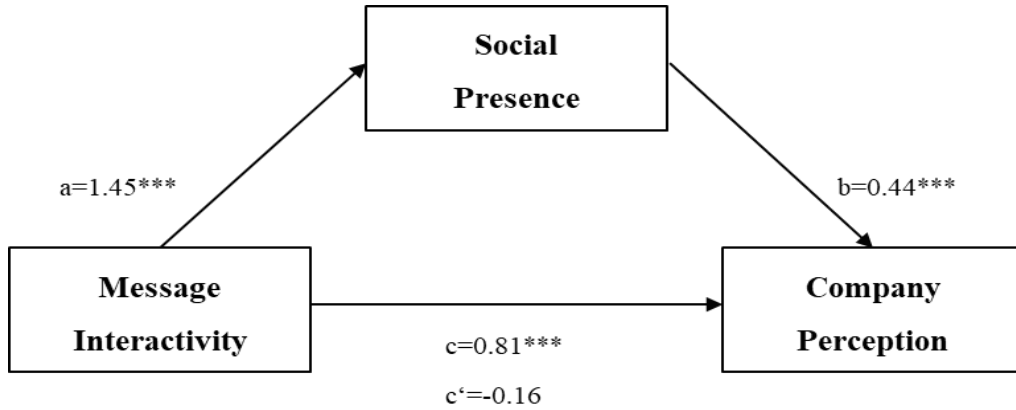 Social
Presence
a=1.45***
b=0.44***
Message
Interactivity
Company
Perception
c=0.81***
c‘=-0.16